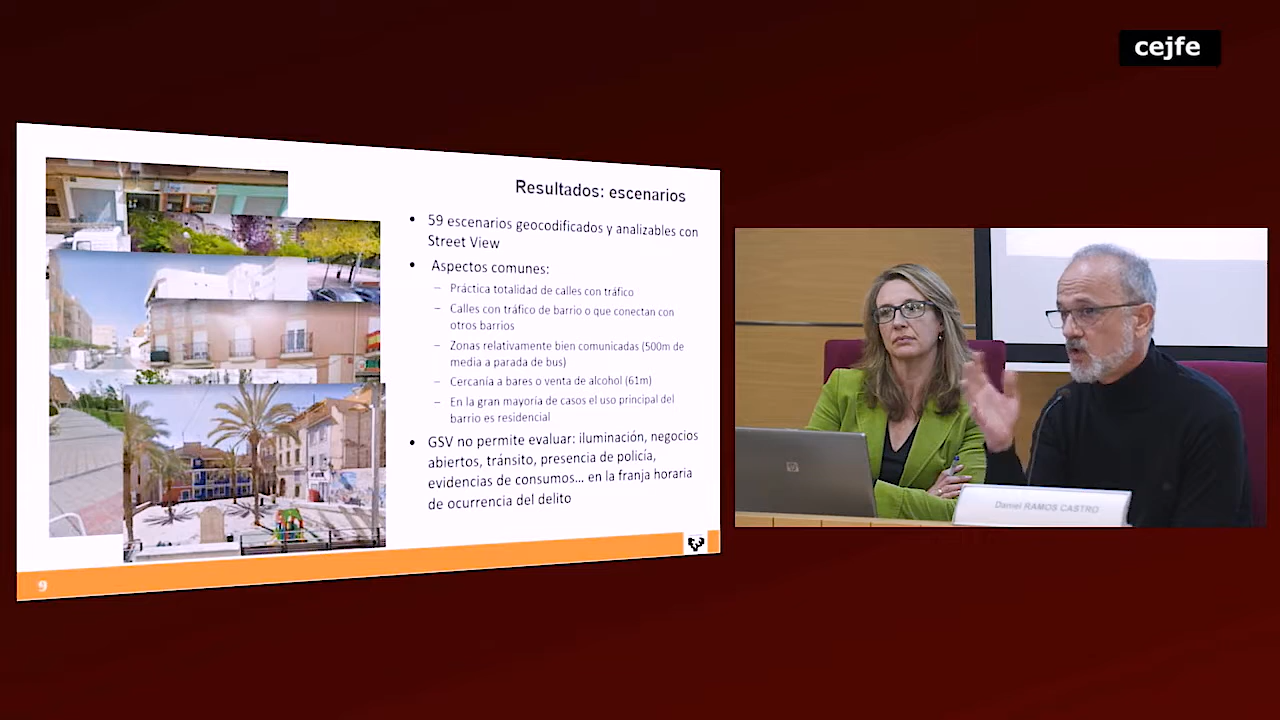 cejfe
Resultados: escenarios
• 59 escenarios geocodificados y analizables con
Street View
• Aspectos comunes:
– Práctica totalidad de calles con tráfico
– Calles con tráfico de barrio o que conectan con
otros barrios
– Zonas relativamente bien comunicadas (500m de
media a parada de bus)
– Cercanía a bares o venta de alcohol (61m)
– En la gran mayoría de casos el uso principal del
barrio es residencial
• GSV no permite evaluar: iluminación, negocios
abiertos, tránsito, presencia de policía,
evidencias de consumos... en la franja horaria
de ocurrencia del delito
9
hp
Daniel RAMOS CASTRO